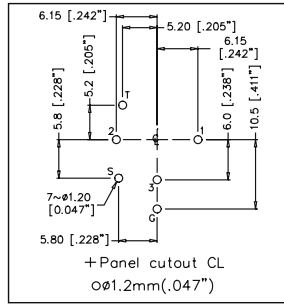 6.15 [.242"]
5.20 [.205"]
6.15
[.242"]
5.8 [.228"]
5.2 [.205"]
T
2
1
6.0 [.238"]
10.5 [.411"]
S
3
7~ø1.20
[0.047"]
G
5.80 [.228"]
+Panel cutout CL
oø1.2mm(.047")